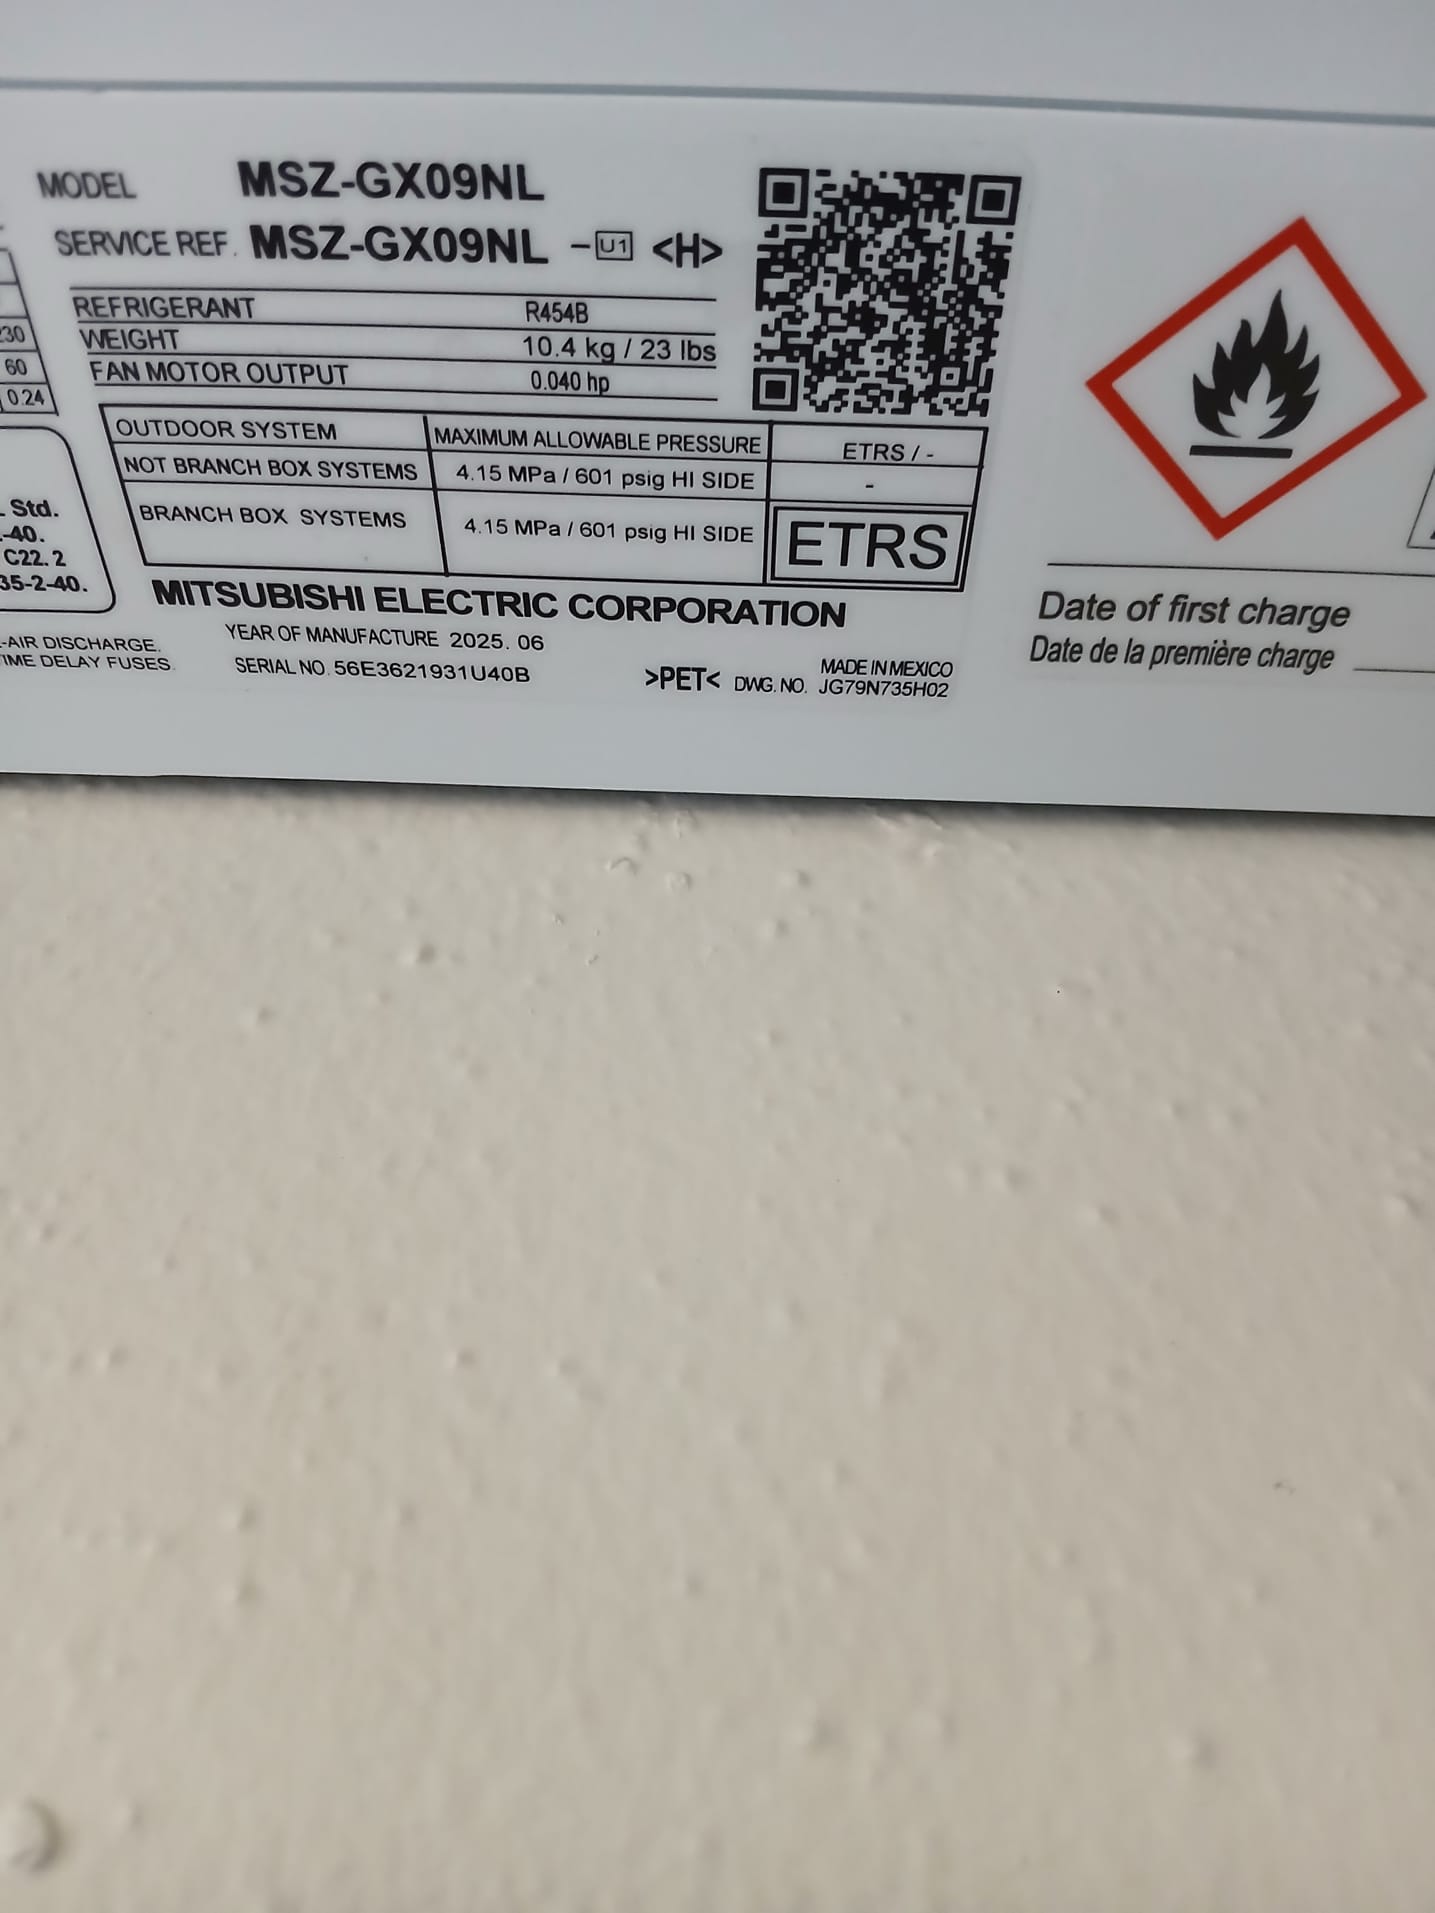 MODEL MSZ-GX09NL
SERVICE REF. MSZ-GX09NL -U1 <H>
REFRIGERANT R454B
WEIGHT 10.4 kg / 23 lbs
FAN MOTOR OUTPUT 0.040 hp
OUTDOOR SYSTEM MAXIMUM ALLOWABLE PRESSURE ETRS / -
NOT BRANCH BOX SYSTEMS 4.15 MPa / 601 psig HI SIDE -
BRANCH BOX SYSTEMS 4.15 MPa / 601 psig HI SIDE ETRS
MITSUBISHI ELECTRIC CORPORATION
YEAR OF MANUFACTURE 2025. 06
SERIAL NO. 56E3621931U40B
>PET<
MADE IN MEXICO
DWG. NO. JG79N735H02
230
60
0.24
Std.
-40.
C22. 2
35-2-40.
-AIR DISCHARGE.
TIME DELAY FUSES.
Date of first charge
Date de la première charge